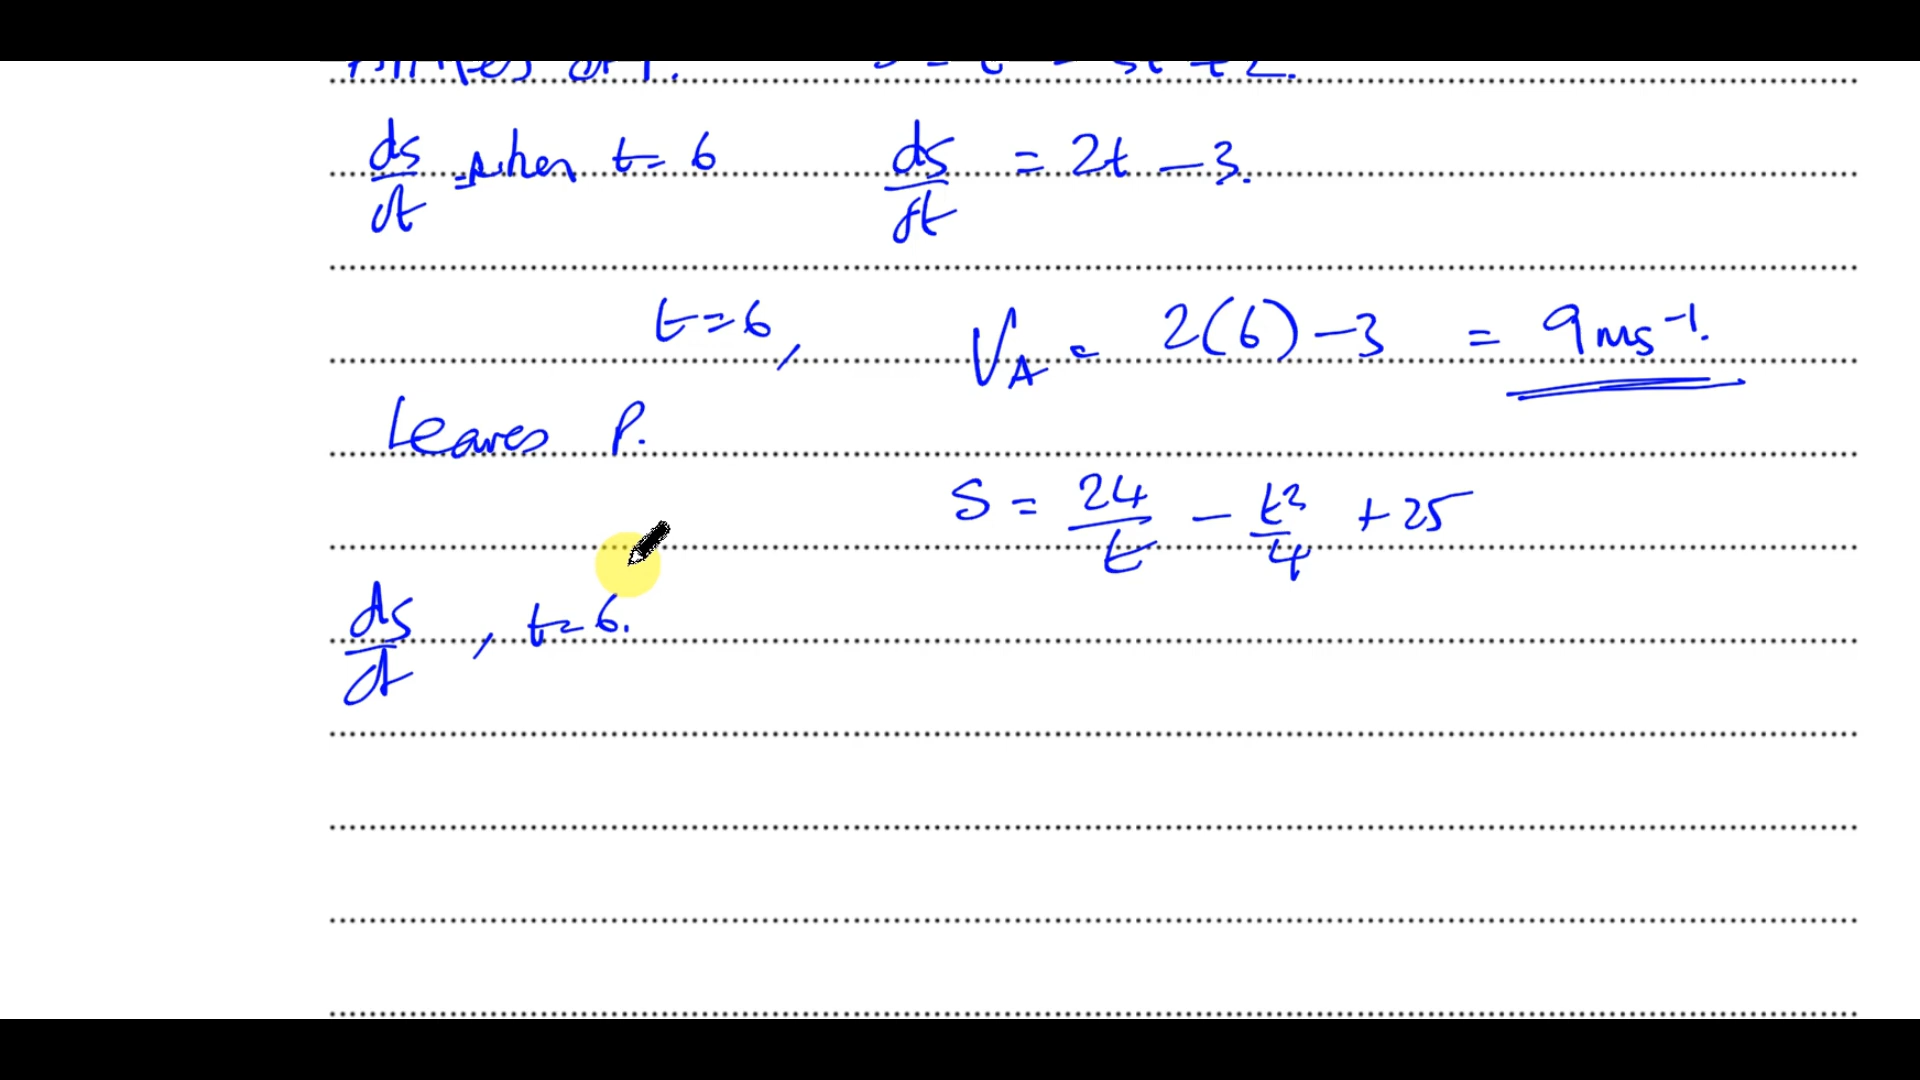 ds/dt when t = 6    ds/dt = 2t - 3.
t = 6,    V_A = 2(6) - 3 = 9ms⁻¹.
Leaves P.
S = 24/t - t²/4 + 25
ds/dt, t = 6.